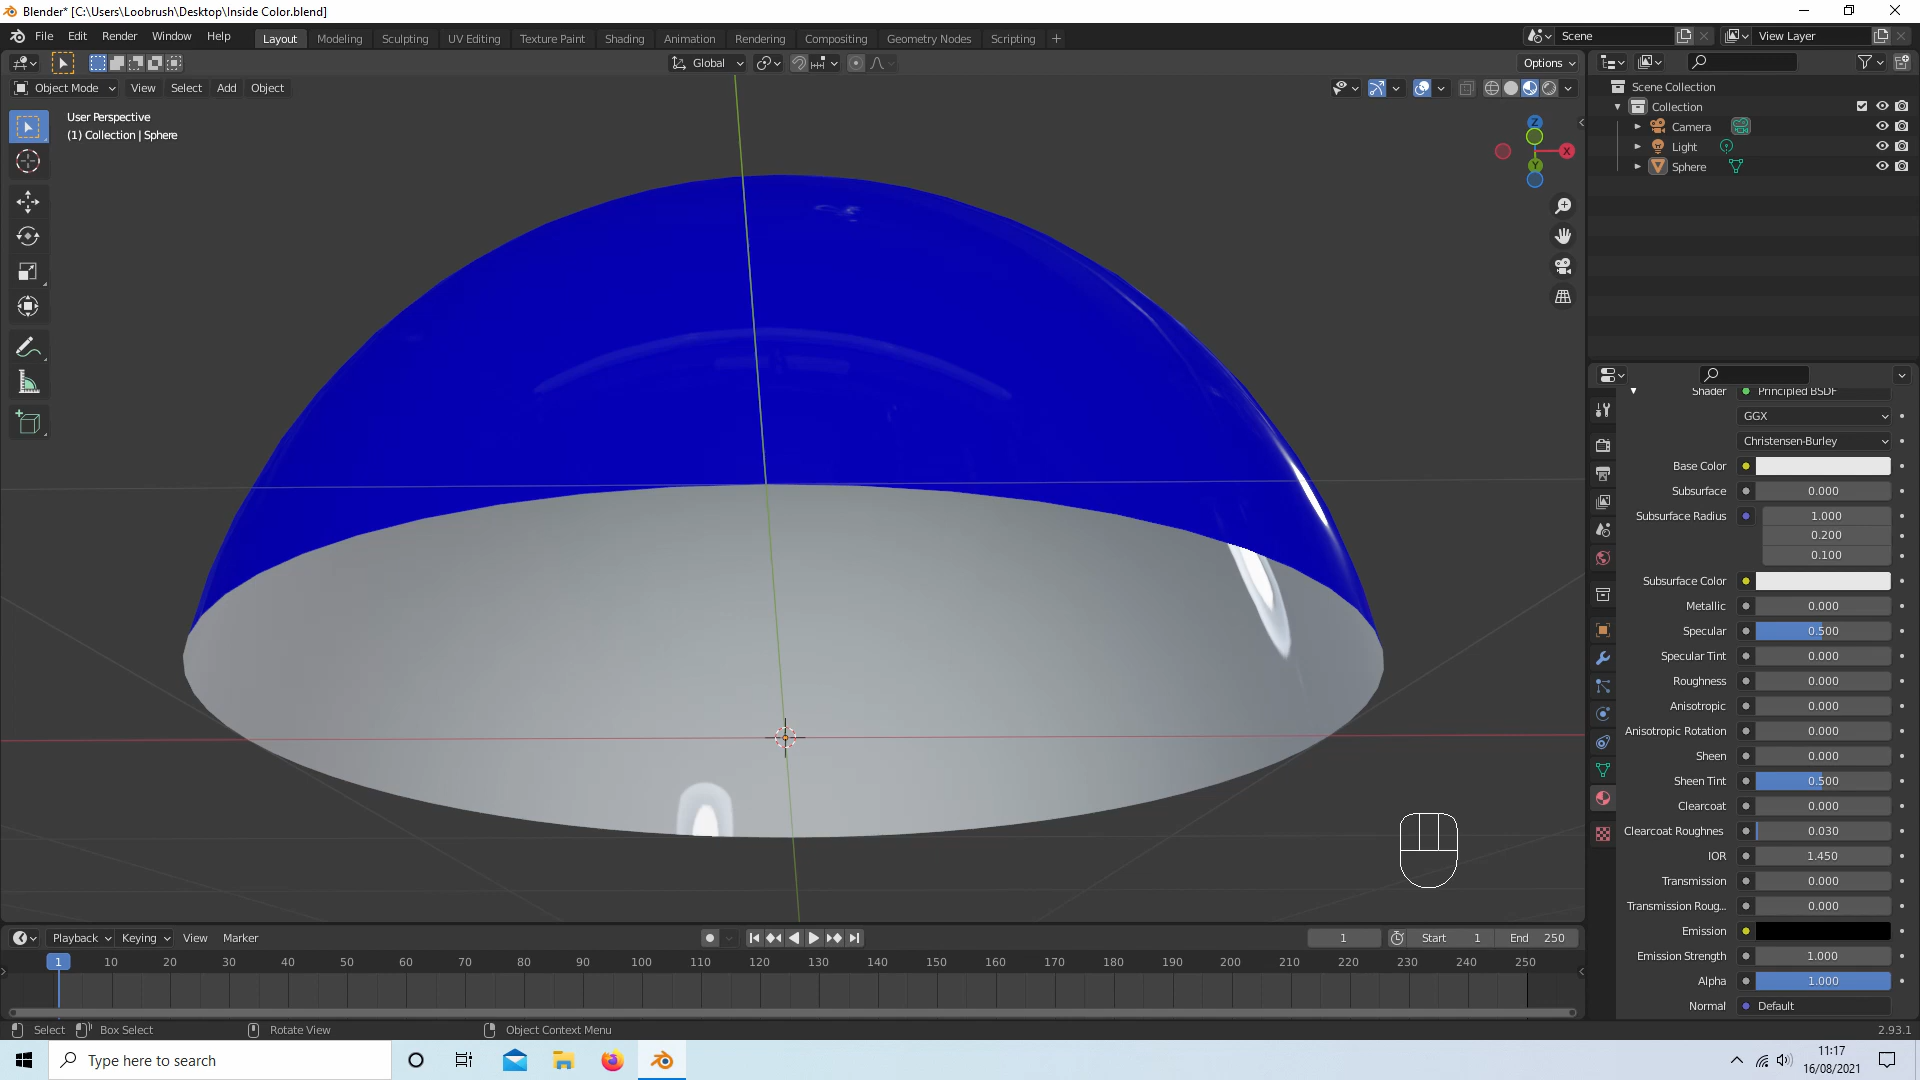 Blender* [C:\Users\Loobrush\Desktop\Inside Color.blend]
File Edit Render Window Help Layout Modeling Sculpting UV Editing Texture Paint Shading Animation Rendering Compositing Geometry Nodes Scripting + Scene View Layer
Global Options
Object Mode View Select Add Object
User Perspective
(1) Collection | Sphere
Z
X
Y
Scene Collection
Collection
Camera
Light
Sphere
Shader Principled BSDF
GGX
Christensen-Burley
Base Color
Subsurface 0.000
Subsurface Radius 1.000
0.200
0.100
Subsurface Color
Metallic 0.000
Specular 0.500
Specular Tint 0.000
Roughness 0.000
Anisotropic 0.000
Anisotropic Rotation 0.000
Sheen 0.000
Sheen Tint 0.500
Clearcoat 0.000
Clearcoat Roughnes 0.030
IOR 1.450
Transmission 0.000
Transmission Roug... 0.000
Emission
Emission Strength 1.000
Alpha 1.000
Normal Default
Playback Keying View Marker 1 Start 1 End 250
1 10 20 30 40 50 60 70 80 90 100 110 120 130 140 150 160 170 180 190 200 210 220 230 240 250
Select Box Select Rotate View Object Context Menu 2.93.1
Type here to search
11:17
16/08/2021